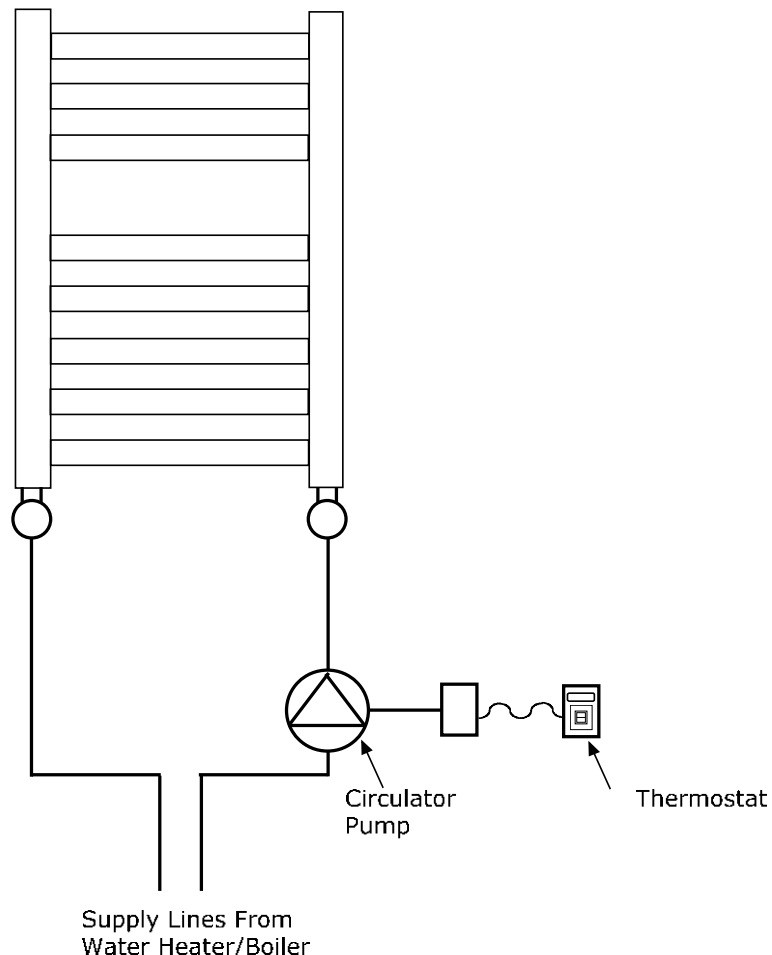 Circulator
Pump
Thermostat
Supply Lines From
Water Heater/Boiler